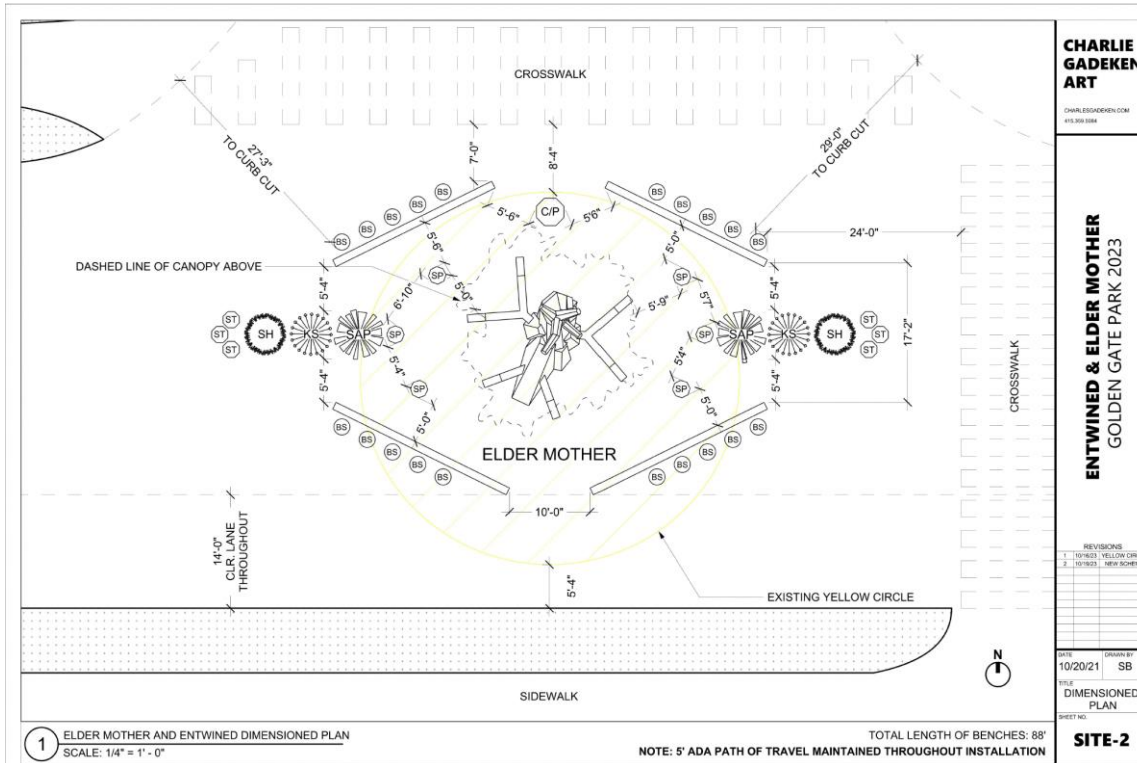 CROSSWALK
27'-3"
TO CURB CUT
29'-0"
TO CURB CUT
7'-0"
8'-4"
BS
BS
BS
BS
BS
BS
BS
BS
BS
BS
5'-6"
C/P
5'6"
24'-0"
DASHED LINE OF CANOPY ABOVE
5'-6"
5'-0"
SP
5'-0"
SP
5'-9"
5'-4"
6'-10"
5'7"
5'-4"
17'-2"
ST
ST
ST
SH
KS
SAP
SP
SP
SAP
KS
SH
ST
ST
ST
5'-4"
5'-4"
SP
5'4"
SP
5'-4"
5'-0"
5'-0"
BS
BS
BS
BS
BS
BS
BS
BS
BS
BS
ELDER MOTHER
CROSSWALK
10'-0"
14'-0"
CLR. LANE
THROUGHOUT
5'-4"
EXISTING YELLOW CIRCLE
N
SIDEWALK
1
ELDER MOTHER AND ENTWINED DIMENSIONED PLAN
SCALE: 1/4" = 1' - 0"
TOTAL LENGTH OF BENCHES: 88'
NOTE: 5' ADA PATH OF TRAVEL MAINTAINED THROUGHOUT INSTALLATION
CHARLIE
GADEKEN
ART
CHARLESGADEKEN.COM
ENTWINED & ELDER MOTHER
GOLDEN GATE PARK 2023
REVISIONS
1 10/16/23 YELLOW
2 10/19/23 NEW
DATE DRAWN BY
10/20/21 SB
TITLE
DIMENSIONED
PLAN
SHEET NO.
SITE-2